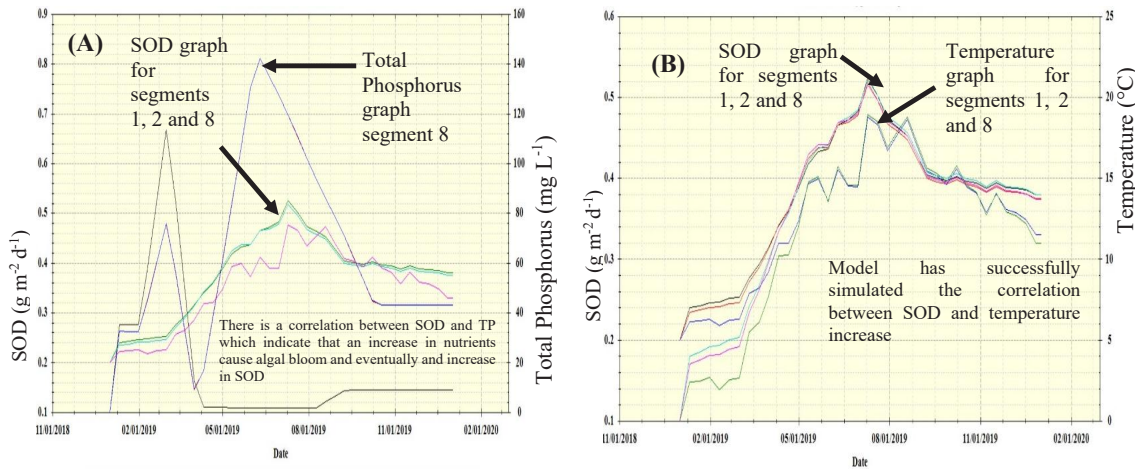 (A)
SOD graph
for
segments
1, 2 and 8
Total
Phosphorus
graph
segment 8
There is a correlation between SOD and TP
which indicate that an increase in nutrients
cause algal bloom and eventually and increase
in SOD
SOD (g m-2 d-1)
0.9
0.8
0.7
0.6
0.5
0.4
0.3
0.2
0.1
160
140
120
100
80
60
40
20
0
Total Phosphorus (mg L-1)
11/01/2018 02/01/2019 05/01/2019 08/01/2019 11/01/2019 02/01/2020
Date
(B)
SOD graph
for segments
1, 2 and 8
Temperature
graph for
segments 1, 2
and 8
Model has successfully
simulated the correlation
between SOD and temperature
increase
SOD (g m-2 d-1)
0.6
0.5
0.4
0.3
0.2
0.1
25
20
15
10
5
0
Temperature (°C)
11/01/2018 02/01/2019 05/01/2019 08/01/2019 11/01/2019 02/01/2020
Date